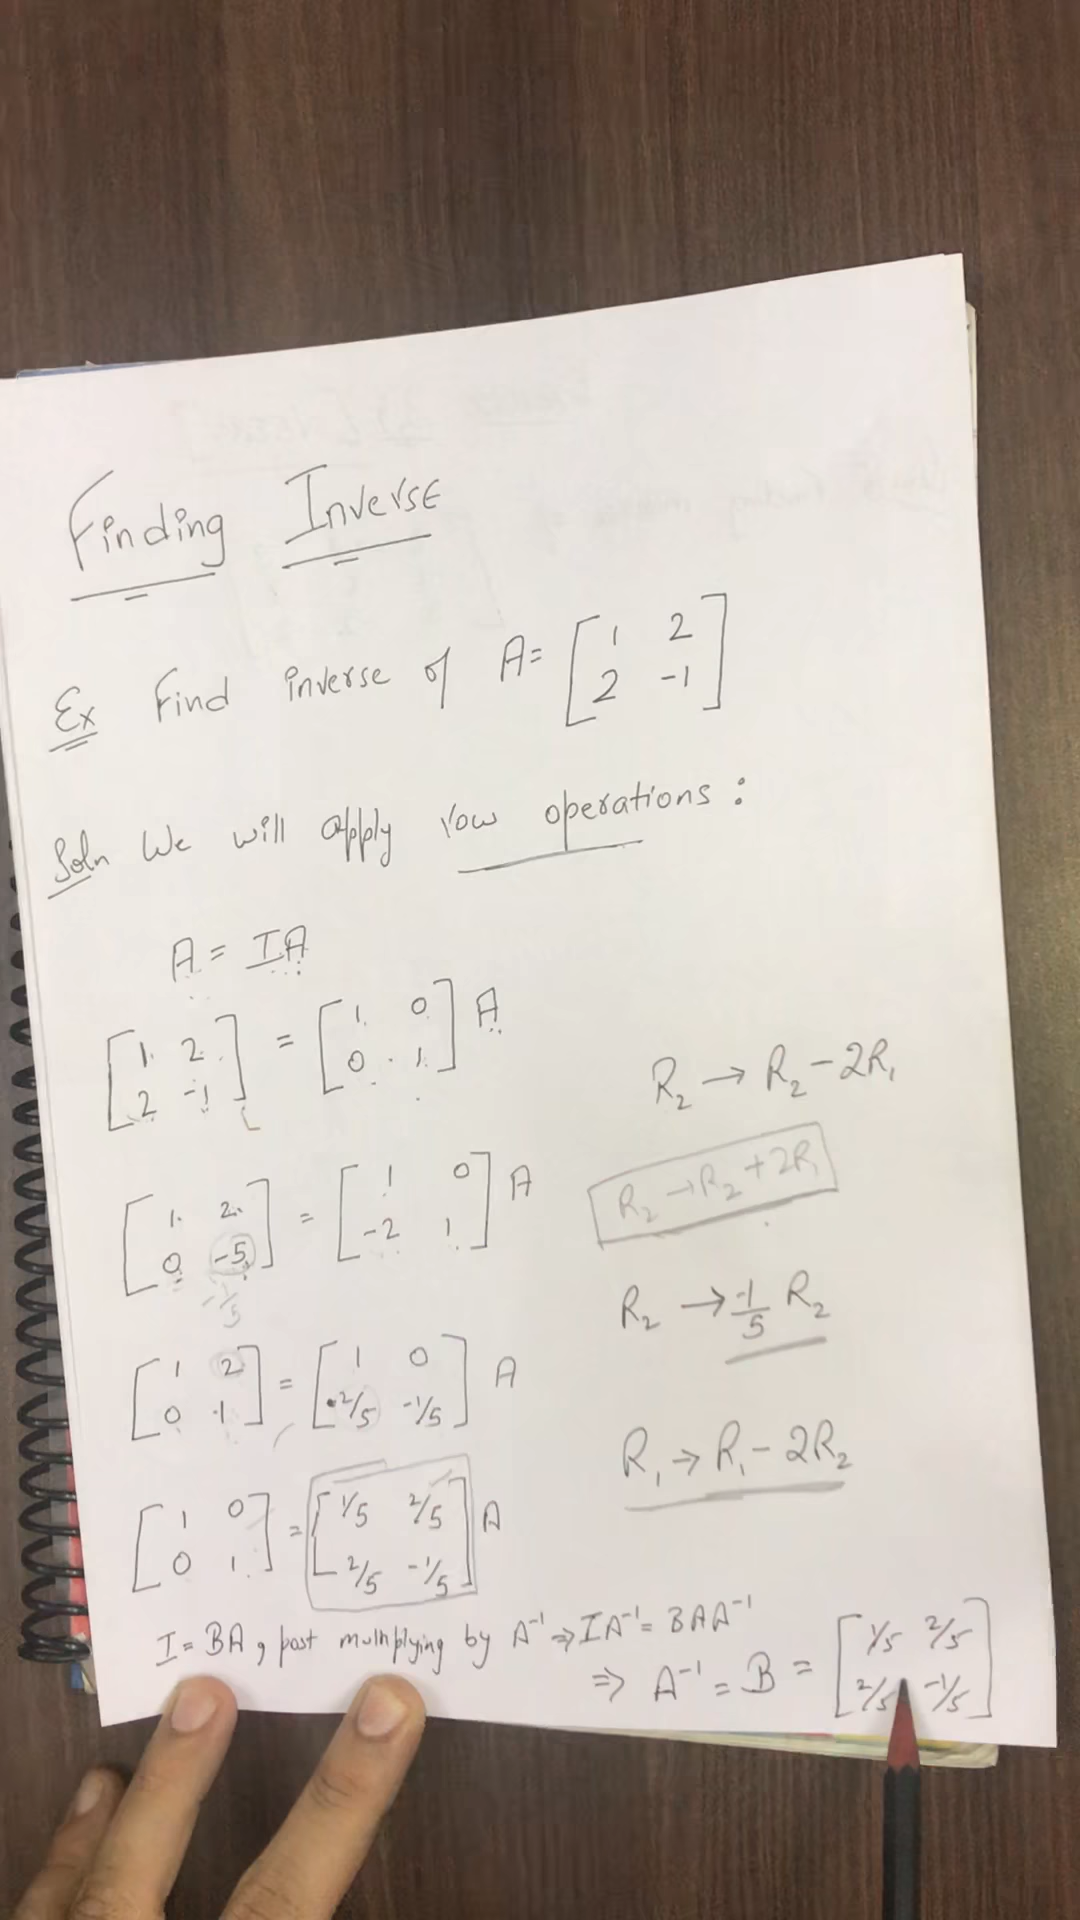 Finding Inverse
Ex Find inverse of A= [1 2
2 -1]
Soln We will apply row operations :
A = IA
[1 2
2 -1] = [1 0
0 1] A
R₂ → R₂ - 2R₁
[1 2
0 -5] = [1 0
-2 1] A
R₂ → R₂ + 2R₁
-1/5
R₂ → -1/5 R₂
[1 2
0 1] = [1 0
2/5 -1/5] A
R₁ → R₁ - 2R₂
[1 0
0 1] = [1/5 2/5
2/5 -1/5] A
I = BA, post multiplying by A⁻¹ ⇒ IA⁻¹ = BAA⁻¹
⇒ A⁻¹ = B = [1/5 2/5
2/5 -1/5]